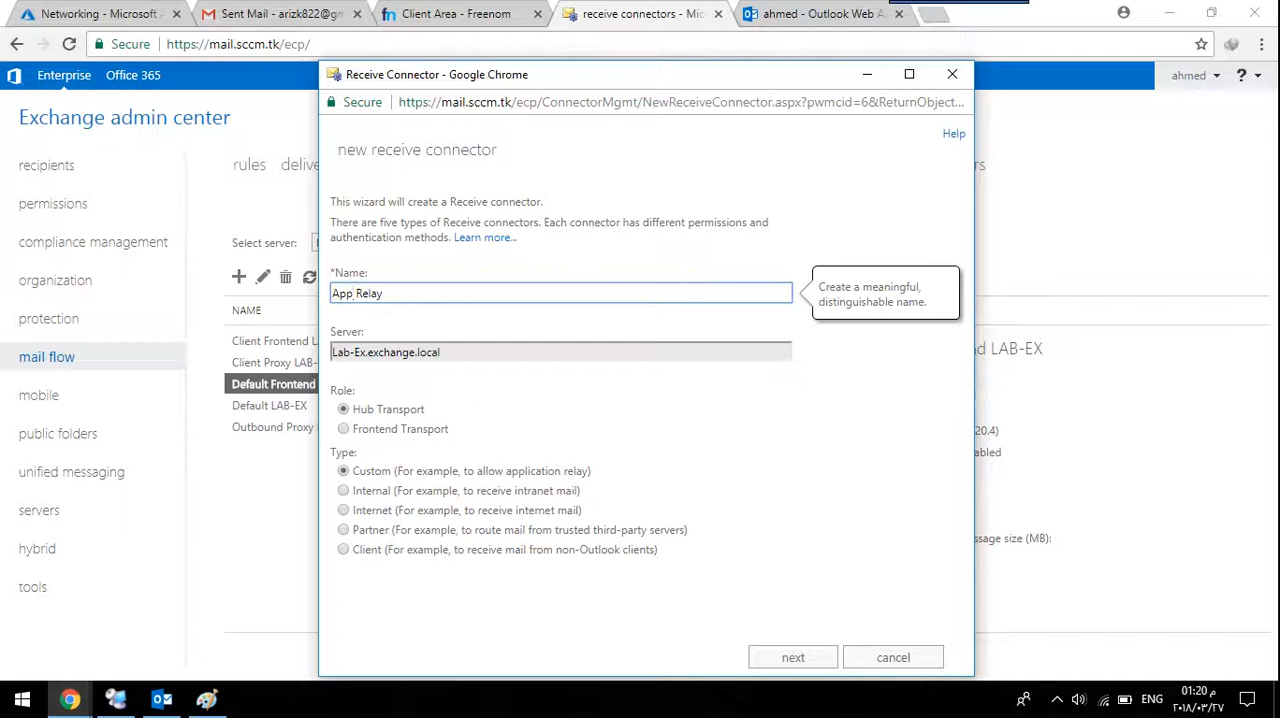 Networking - Microsoft
Sent Mail - arizk822@g
Client Area - Freenom
receive connectors - Mi
ahmed - Outlook Web A
Secure
https://mail.sccm.tk/ecp/
Enterprise
Office 365
ahmed
?
Exchange admin center
recipients
permissions
compliance management
organization
protection
mail flow
mobile
public folders
unified messaging
servers
hybrid
tools
rules
Select server:
NAME
Client Frontend L
Client Proxy LAB-
Default Frontend
Default LAB-EX
Outbound Proxy
Receive Connector - Google Chrome
Secure
https://mail.sccm.tk/ecp/ConnectorMgmt/NewReceiveConnector.aspx?pwmcid=6&ReturnObject...
Help
new receive connector
This wizard will create a Receive connector.
There are five types of Receive connectors. Each connector has different permissions and
authentication methods. Learn more...
*Name:
App Relay
Create a meaningful,
distinguishable name.
Server:
Lab-Ex.exchange.local
Role:
Hub Transport
Frontend Transport
Type:
Custom (For example, to allow application relay)
Internal (For example, to receive intranet mail)
Internet (For example, to receive internet mail)
Partner (For example, to route mail from trusted third-party servers)
Client (For example, to receive mail from non-Outlook clients)
next
cancel
LAB-EX
20.4)
ENG
01:20 م
٢٠١٨/٠٣/٢٧